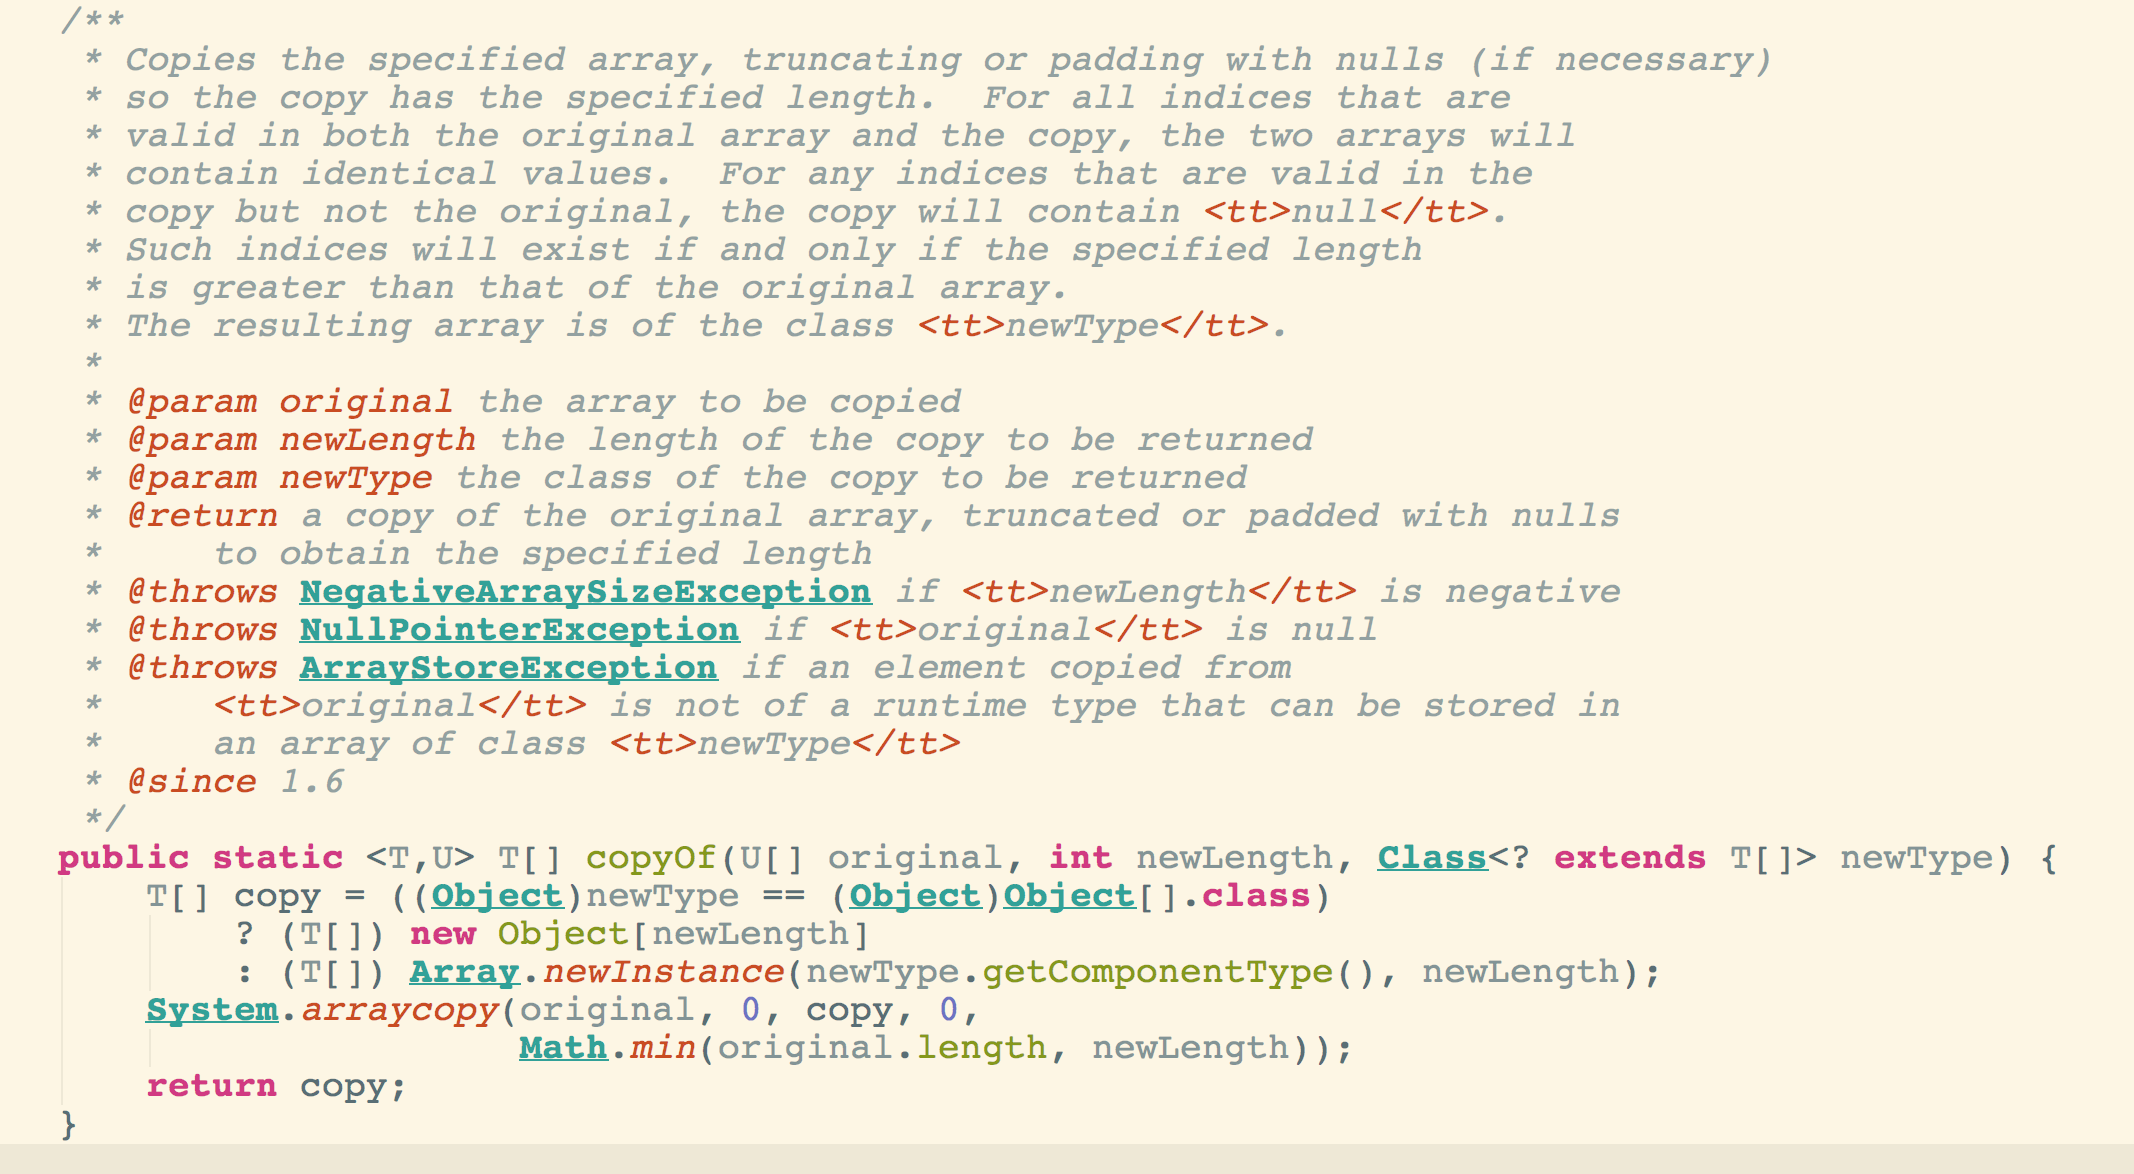 /**
 * Copies the specified array, truncating or padding with nulls (if necessary)
 * so the copy has the specified length.  For all indices that are
 * valid in both the original array and the copy, the two arrays will
 * contain identical values.  For any indices that are valid in the
 * copy but not the original, the copy will contain <tt>null</tt>.
 * Such indices will exist if and only if the specified length
 * is greater than that of the original array.
 * The resulting array is of the class <tt>newType</tt>.
 *
 * @param original the array to be copied
 * @param newLength the length of the copy to be returned
 * @param newType the class of the copy to be returned
 * @return a copy of the original array, truncated or padded with nulls
 *     to obtain the specified length
 * @throws NegativeArraySizeException if <tt>newLength</tt> is negative
 * @throws NullPointerException if <tt>original</tt> is null
 * @throws ArrayStoreException if an element copied from
 *     <tt>original</tt> is not of a runtime type that can be stored in
 *     an array of class <tt>newType</tt>
 * @since 1.6
 */
public static <T,U> T[] copyOf(U[] original, int newLength, Class<? extends T[]> newType) {
    T[] copy = ((Object)newType == (Object)Object[].class)
        ? (T[]) new Object[newLength]
        : (T[]) Array.newInstance(newType.getComponentType(), newLength);
    System.arraycopy(original, 0, copy, 0,
                     Math.min(original.length, newLength));
    return copy;
}